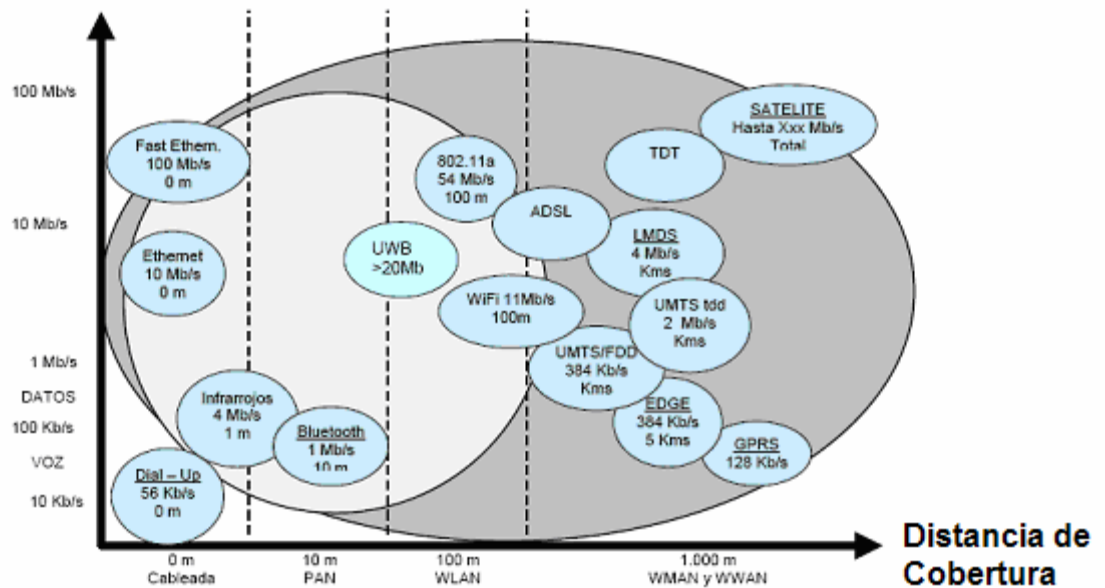 100 Mb/s
10 Mb/s
1 Mb/s
DATOS
100 Kb/s
VOZ
10 Kb/s
Fast Ethern.
100 Mb/s
0 m
Ethernet
10 Mb/s
0 m
Infrarrojos
4 Mb/s
1 m
Bluetooth
1 Mb/s
10 m
Dial – Up
56 Kb/s
0 m
802.11a
54 Mb/s
100 m
UWB
>20Mb
WiFi 11Mb/s
100m
ADSL
TDT
SATELITE
Hasta Xxx Mb/s
Total
LMDS
4 Mb/s
Kms
UMTS tdd
2 Mb/s
Kms
UMTS/FDD
384 Kb/s
Kms
EDGE
384 Kb/s
5 Kms
GPRS
128 Kb/s
0 m
Cableada
10 m
PAN
100 m
WLAN
1.000 m
WMAN y WWAN
Distancia de
Cobertura